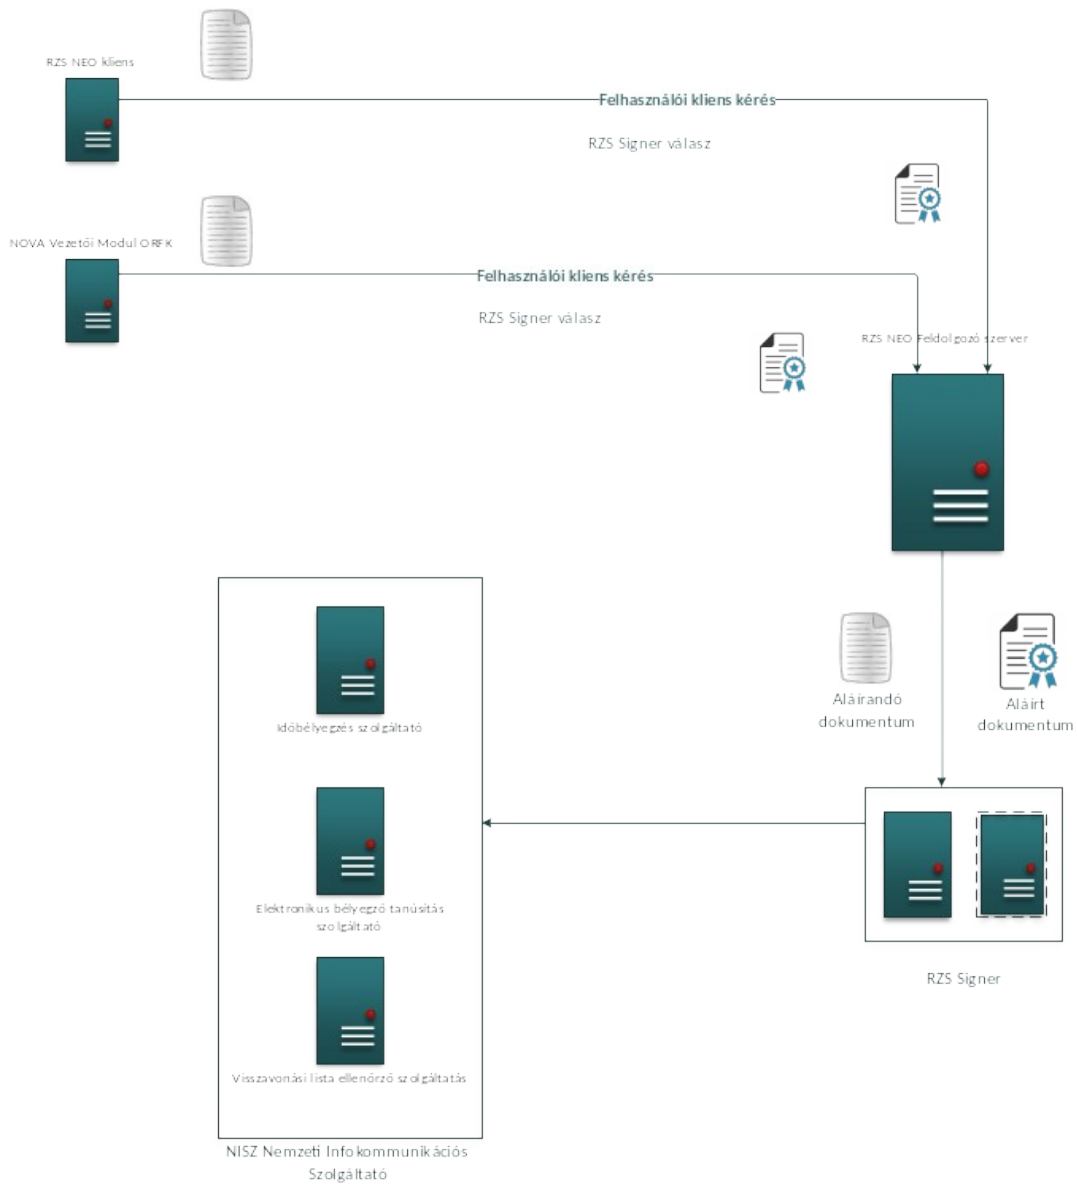 RZS NEO kliens
Felhasználói kliens kérés
RZS Signer válasz
NOVA Vezetői Modul ORFK
Felhasználói kliens kérés
RZS Signer válasz
RZS NEO Feldolgozó szerver
Aláírandó
dokumentum
Aláírt
dokumentum
Időbélyegzés szolgáltató
Elektronikus bélyegző tanúsítás
szolgáltató
RZS Signer
Visszavonási lista ellenőrző szolgáltatás
NISZ Nemzeti Infokommunikációs
Szolgáltató